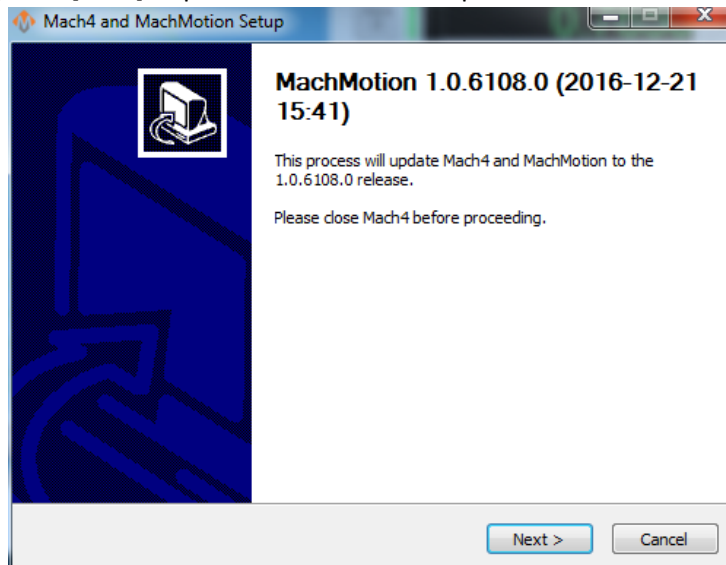 Mach4 and MachMotion Setup
MachMotion 1.0.6108.0 (2016-12-21
15:41)
This process will update Mach4 and MachMotion to the
1.0.6108.0 release.
Please close Mach4 before proceeding.
Next >
Cancel